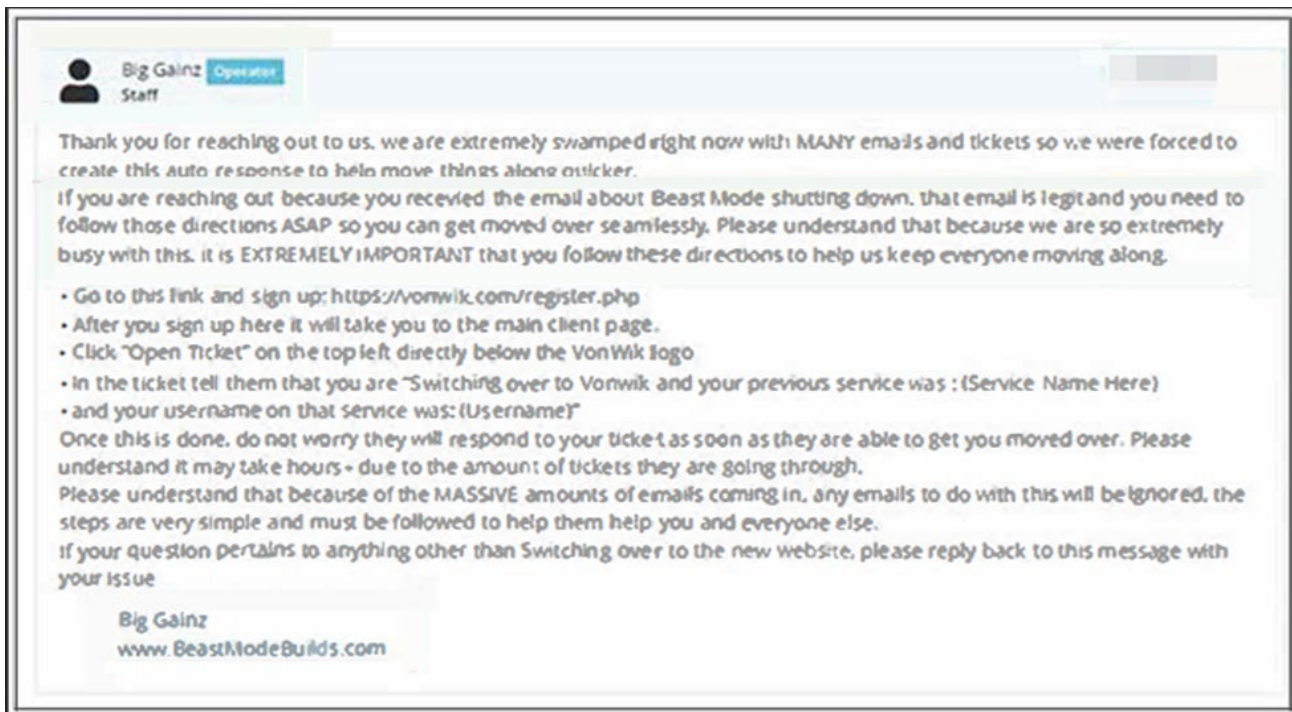 Big Gainz Operator
Staff
Thank you for reaching out to us, we are extremely swamped right now with MANY emails and tickets so we were forced to
create this auto response to help move things along quicker.
If you are reaching out because you recevied the email about Beast Mode shutting down, that email is legit and you need to
follow those directions ASAP so you can get moved over seamlessly. Please understand that because we are so extremely
busy with this, it is EXTREMELY IMPORTANT that you follow these directions to help us keep everyone moving along.
• Go to this link and sign up: https://vonwik.com/register.php
• After you sign up here it will take you to the main client page.
• Click "Open Ticket" on the top left directly below the VonWik logo
• In the ticket tell them that you are "Switching over to Vonwik and your previous service was : (Service Name Here)
• and your username on that service was: (Username)"
Once this is done, do not worry they will respond to your ticket as soon as they are able to get you moved over. Please
understand it may take hours+ due to the amount of tickets they are going through.
Please understand that because of the MASSIVE amounts of emails coming in, any emails to do with this will be ignored, the
steps are very simple and must be followed to help them help you and everyone else.
If your question pertains to anything other than Switching over to the new website, please reply back to this message with
your issue
Big Gainz
www.BeastModeBuilds.com